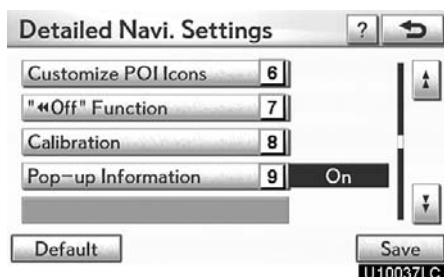 Detailed Navi. Settings ?
Customize POI Icons 6
"◀◀Off" Function 7
Calibration 8
Pop-up Information 9 On
Default Save
U10037LC